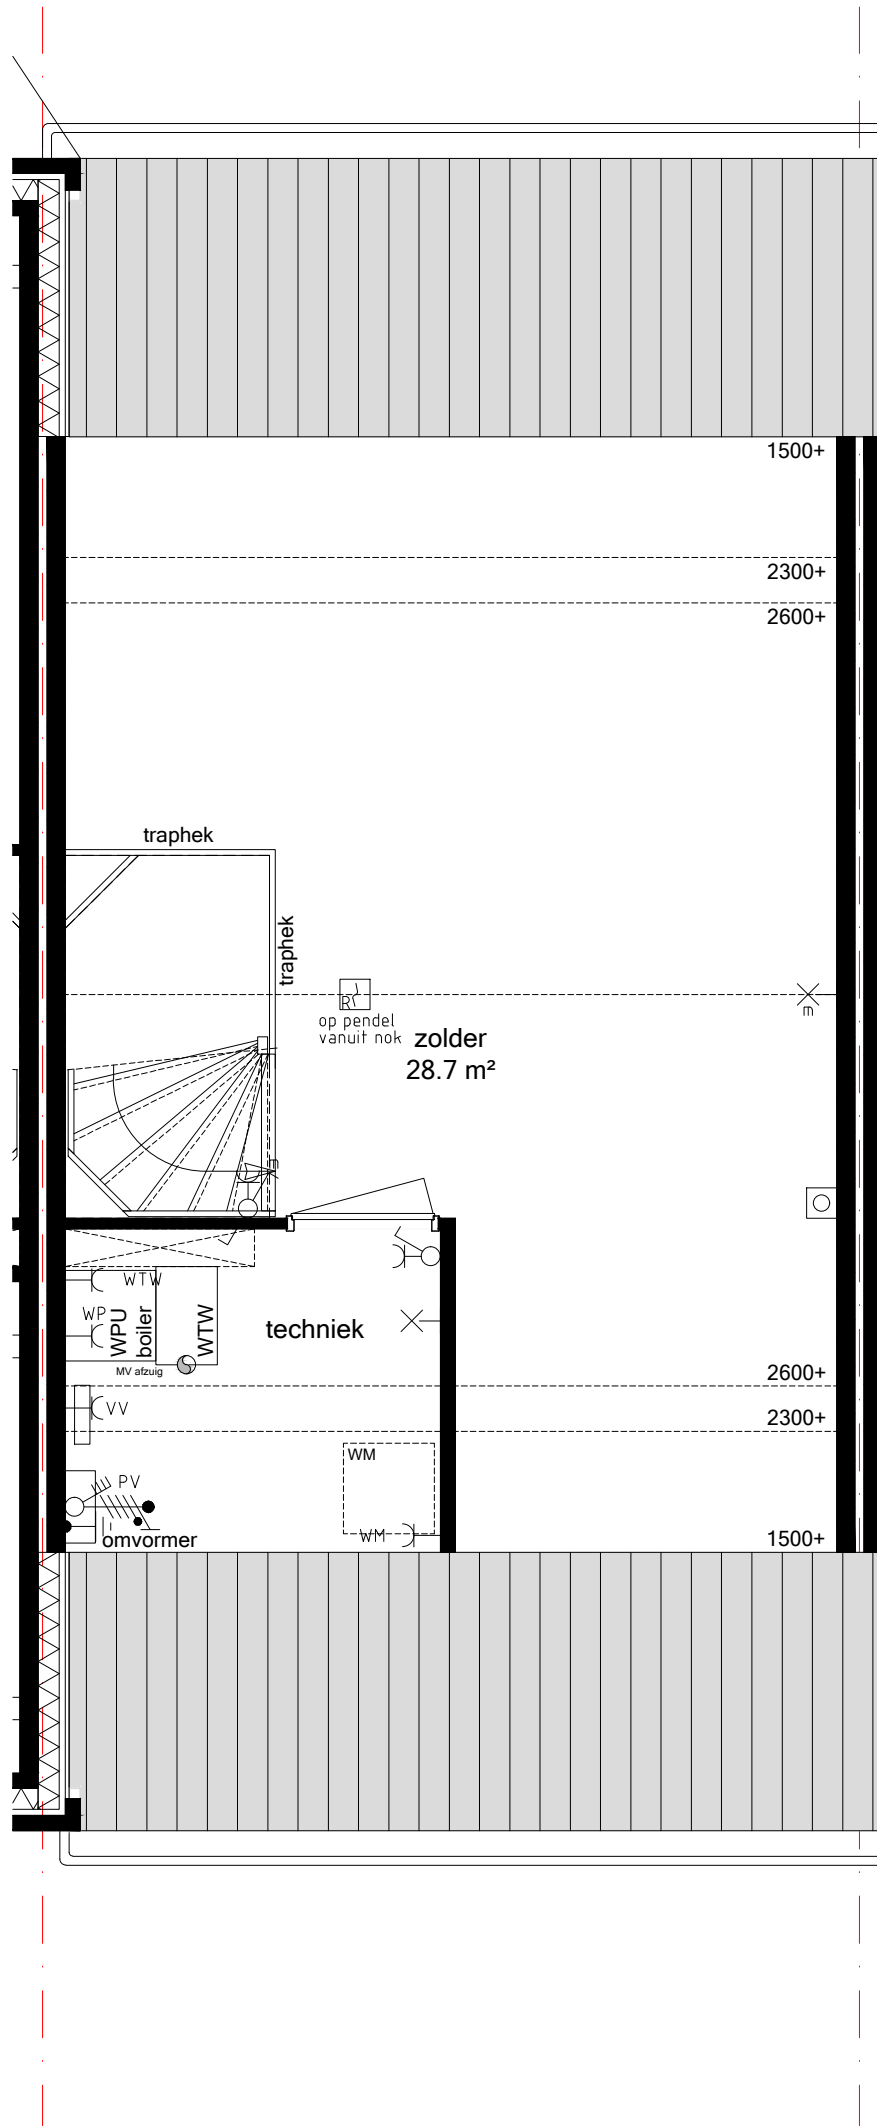 1500+
2300+
2600+
traphek
traphek
R
op pendel
vanuit nok
m
zolder
28.7 m²
m
WTW
WP
WPU
boiler
WTW
techniek
MV afzuig
2600+
VV
2300+
WM
PV
WM
omvormer
1500+